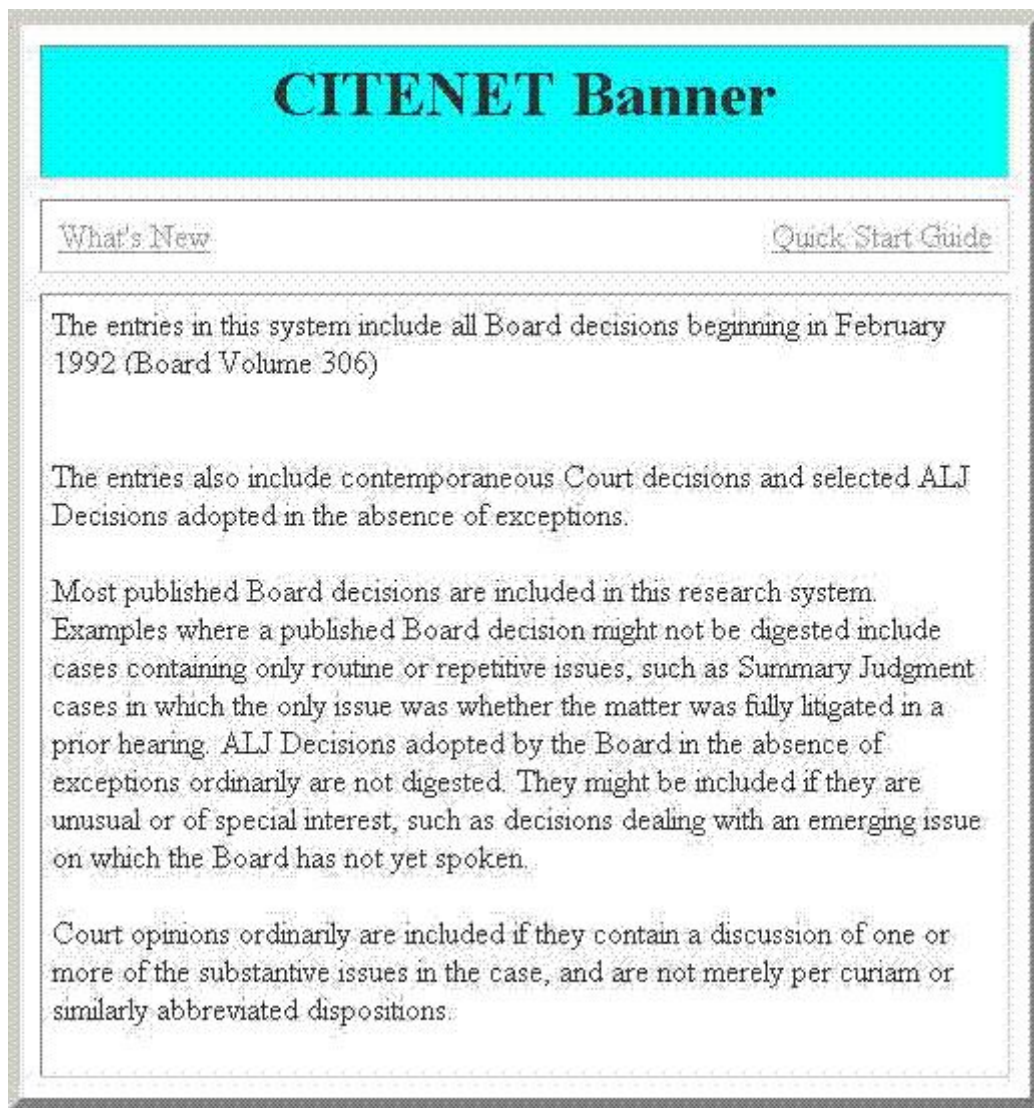 CITENET Banner
What's New
Quick Start Guide
The entries in this system include all Board decisions beginning in February
1992 (Board Volume 306)
The entries also include contemporaneous Court decisions and selected ALJ
Decisions adopted in the absence of exceptions.
Most published Board decisions are included in this research system.
Examples where a published Board decision might not be digested include
cases containing only routine or repetitive issues, such as Summary Judgment
cases in which the only issue was whether the matter was fully litigated in a
prior hearing. ALJ Decisions adopted by the Board in the absence of
exceptions ordinarily are not digested. They might be included if they are
unusual or of special interest, such as decisions dealing with an emerging issue
on which the Board has not yet spoken.
Court opinions ordinarily are included if they contain a discussion of one or
more of the substantive issues in the case, and are not merely per curiam or
similarly abbreviated dispositions.